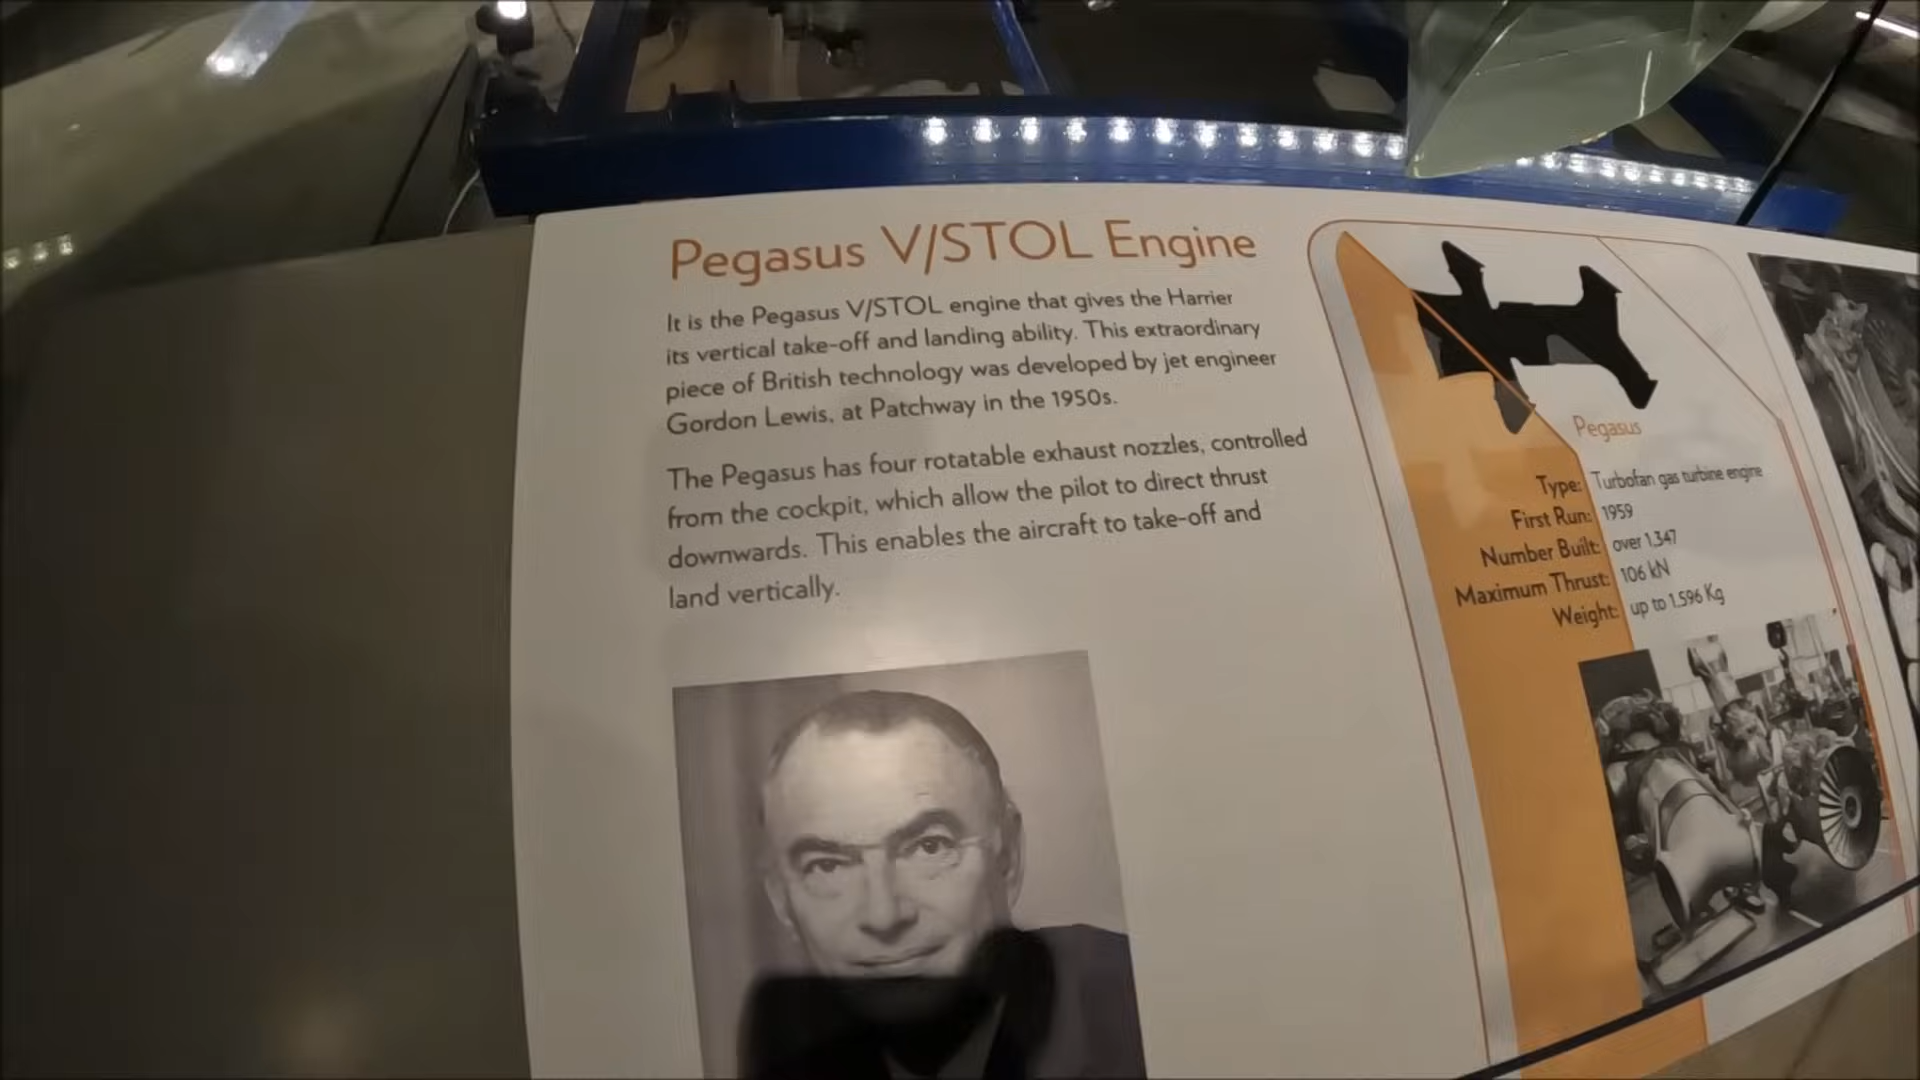 Pegasus V/STOL Engine
It is the Pegasus V/STOL engine that gives the Harrier
its vertical take-off and landing ability. This extraordinary
piece of British technology was developed by jet engineer
Gordon Lewis, at Patchway in the 1950s.
The Pegasus has four rotatable exhaust nozzles, controlled
from the cockpit, which allow the pilot to direct thrust
downwards. This enables the aircraft to take-off and
land vertically.
Pegasus
Type: Turbofan gas turbine engine
First Run: 1959
Number Built: over 1,347
Maximum Thrust: 106 kN
Weight: up to 1,596 Kg